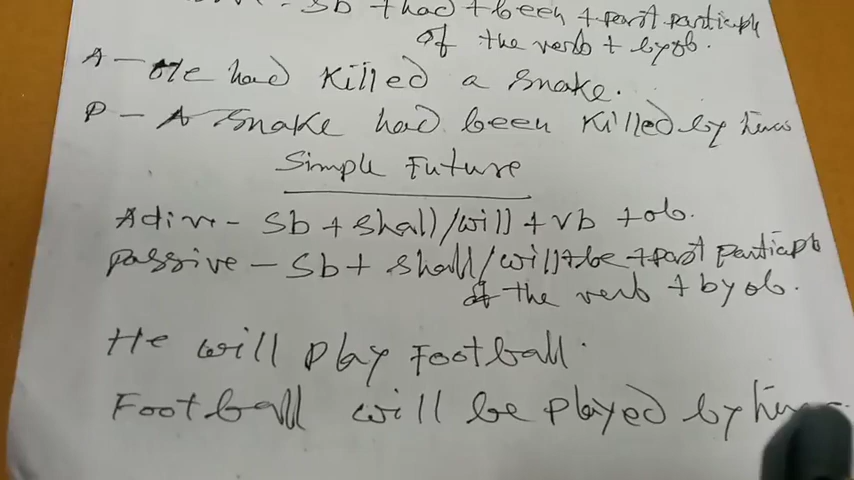 - Sb + had + been + past participle
of the verb + by ob.
A - He had killed a snake.
P - A snake had been killed by him
Simple Future
Active - Sb + shall/will + vb + ob.
Passive - Sb + shall/will + be + past participle
of the verb + by ob.
He will play Football.
Football will be played by him